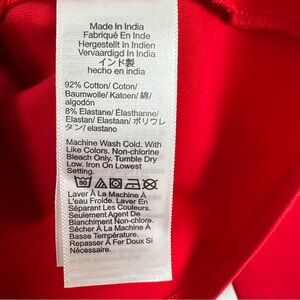 Made In India
Fabriqué En Inde
Hergestellt In Indien
Vervaardigd In India
インド製
hecho en india
92% Cotton/ Coton/
Baumwolle/ Katoen/ 綿/
algodón
8% Elastane/ Élasthanne/
Elastan/ Elastaan/ ポリウレ
タン/ elastano
Machine Wash Cold. With
Like Colors. Non-chlorine
Bleach Only. Tumble Dry
Low. Iron On Lowest
Setting.
Laver À La Machine À
L'eau Froide. Laver En
Séparant Les Couleurs.
Seulement Agent De
Blanchiment Non-chlore.
Sécher À La Machine À
Basse Température.
Repasser À Fer Doux Si
Nécessaire.